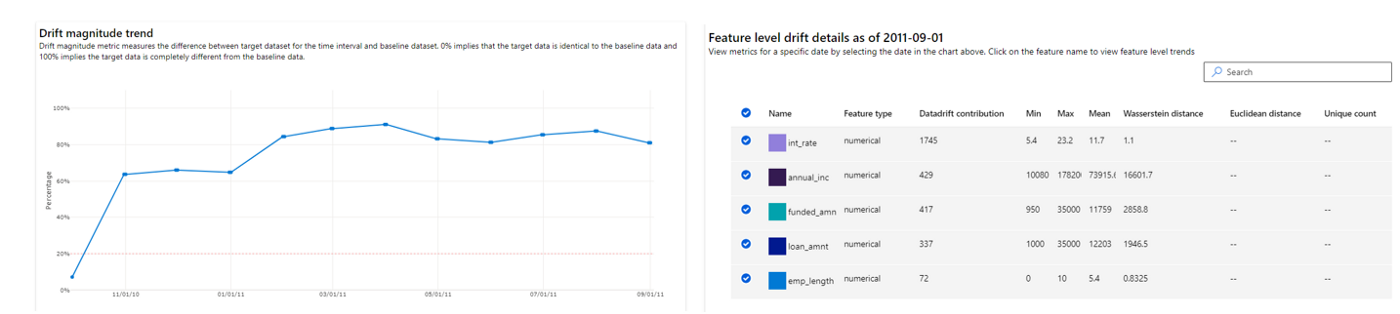 Drift magnitude trend
Drift magnitude metric measures the difference between target dataset for the time interval and baseline dataset. 0% implies that the target data is identical to the baseline data and
100% implies the target data is completely different from the baseline data.
100%
80%
60%
40%
20%
0%
Percentage
11/01/10 01/01/11 03/01/11 05/01/11 07/01/11 09/01/11
Feature level drift details as of 2011-09-01
View metrics for a specific date by selecting the date in the chart above. Click on the feature name to view feature level trends
Search
Name Feature type Datadrift contribution Min Max Mean Wasserstein distance Euclidean distance Unique count
int_rate numerical 1745 5.4 23.2 11.7 1.1 -- --
annual_inc numerical 429 10080 17820 73915.6 16601.7 -- --
funded_amn numerical 417 950 35000 11759 2858.8 -- --
loan_amnt numerical 337 1000 35000 12203 1946.5 -- --
emp_length numerical 72 0 10 5.4 0.8325 -- --